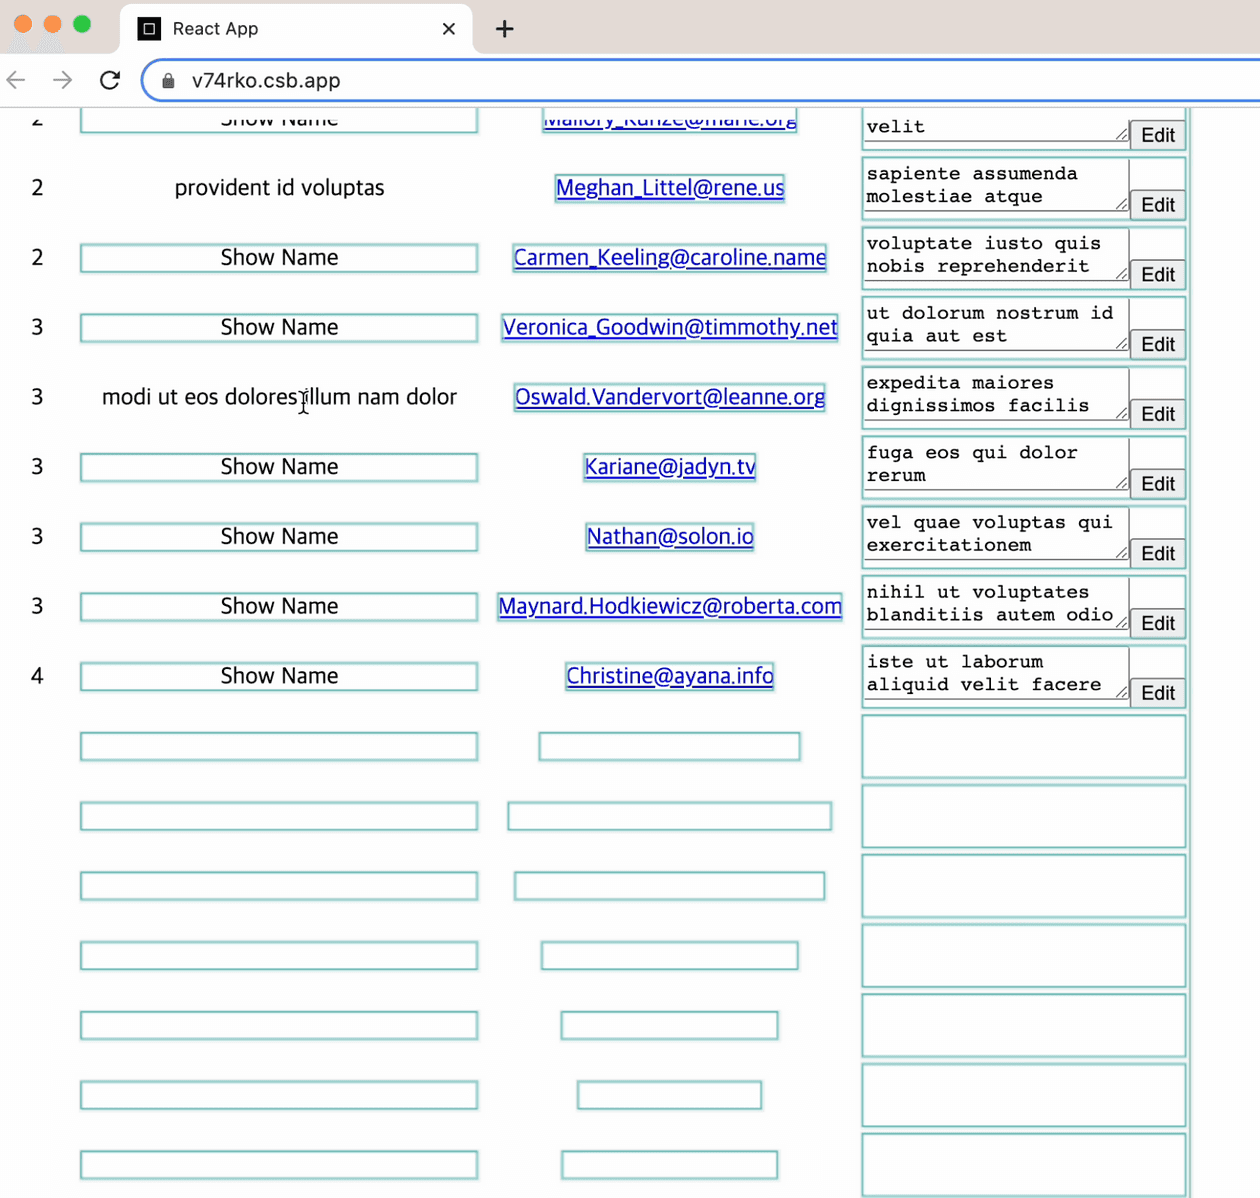 React App
v74rko.csb.app
2 Show Name Mallory_Kunze@marie.org velit Edit
2 provident id voluptas Meghan_Littel@rene.us sapiente assumenda
molestiae atque Edit
2 Show Name Carmen_Keeling@caroline.name voluptate iusto quis
nobis reprehenderit Edit
3 Show Name Veronica_Goodwin@timmothy.net ut dolorum nostrum id
quia aut est Edit
3 modi ut eos dolores illum nam dolor Oswald.Vandervort@leanne.org expedita maiores
dignissimos facilis Edit
3 Show Name Kariane@jadyn.tv fuga eos qui dolor
rerum Edit
3 Show Name Nathan@solon.io vel quae voluptas qui
exercitationem Edit
3 Show Name Maynard.Hodkiewicz@roberta.com nihil ut voluptates
blanditiis autem odio Edit
4 Show Name Christine@ayana.info iste ut laborum
aliquid velit facere Edit